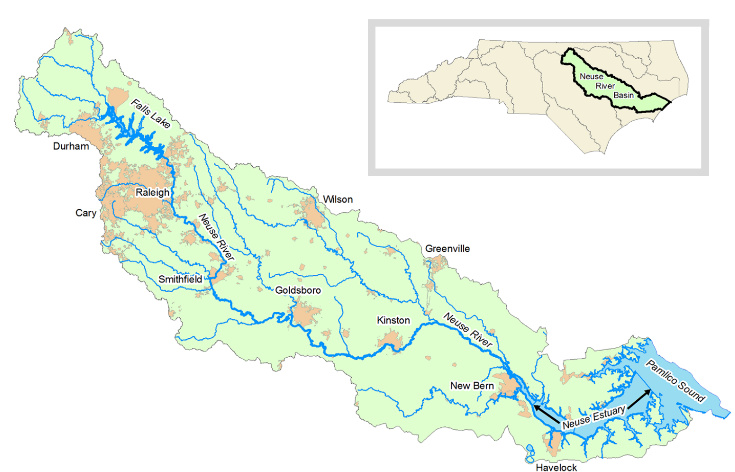 Neuse
River
Basin
Falls Lake
Durham
Raleigh
Cary
Neuse River
Wilson
Greenville
Smithfield
Goldsboro
Kinston
Neuse River
New Bern
Pamlico Sound
Neuse Estuary
Havelock